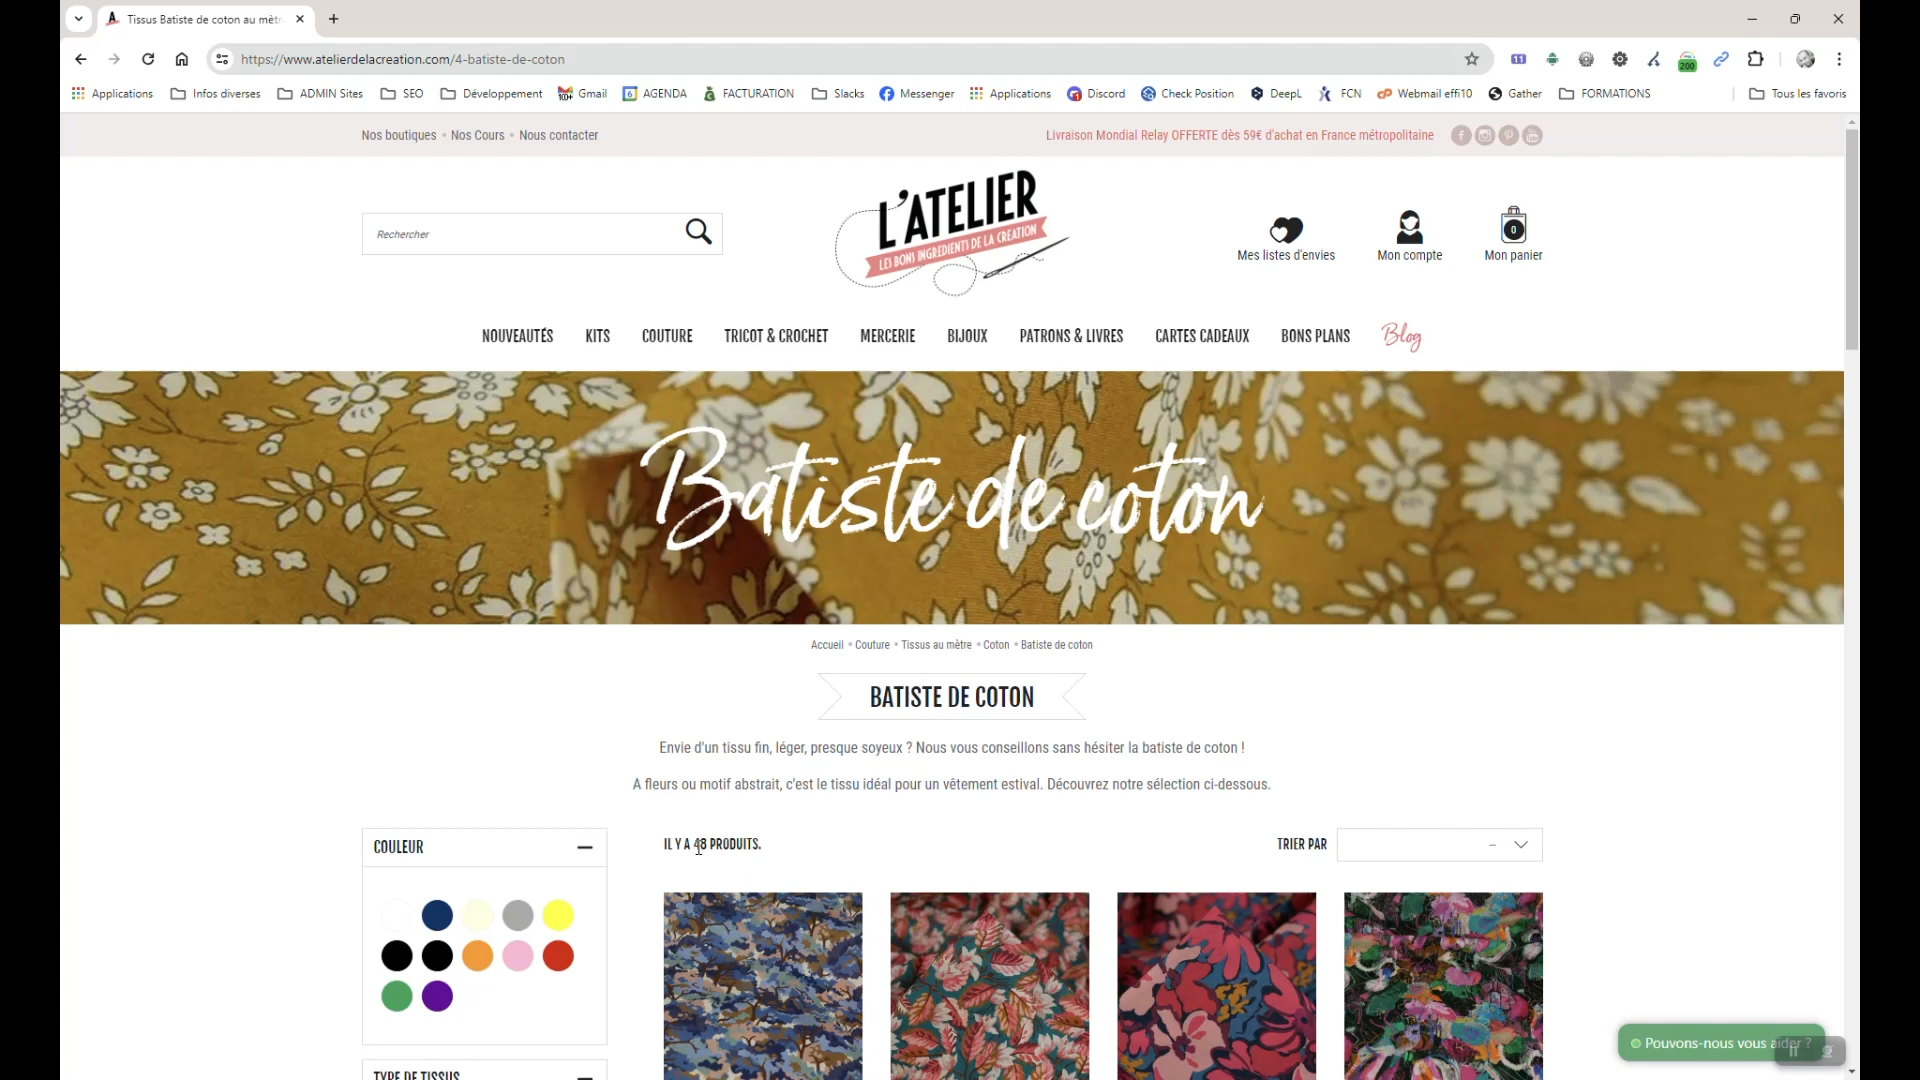 Tissus Batiste de coton au mètr
https://www.atelierdelacreation.com/4-batiste-de-coton
11
200
Applications
Infos diverses
ADMIN Sites
SEO
Développement
Gmail
6
AGENDA
FACTURATION
Slacks
Messenger
Applications
Discord
Check Position
DeepL
FCN
Webmail effi10
Gather
FORMATIONS
Tous les favoris
Nos boutiques
Nos Cours
Nous contacter
Livraison Mondial Relay OFFERTE dès 59€ d'achat en France métropolitaine
Rechercher
L'ATELIER
LES BONS INGREDIENTS DE LA CREATION
Mes listes d'envies
Mon compte
0
Mon panier
NOUVEAUTÉS
KITS
COUTURE
TRICOT & CROCHET
MERCERIE
BIJOUX
PATRONS & LIVRES
CARTES CADEAUX
BONS PLANS
Blog
Batiste de coton
Accueil
Couture
Tissus au mètre
Coton
Batiste de coton
BATISTE DE COTON
Envie d'un tissu fin, léger, presque soyeux ? Nous vous conseillons sans hésiter la batiste de coton !
A fleurs ou motif abstrait, c'est le tissu idéal pour un vêtement estival. Découvrez notre sélection ci-dessous.
COULEUR
IL Y A 48 PRODUITS.
TRIER PAR
--
TYPE DE TISSUS
Pouvons-nous vous aider ?